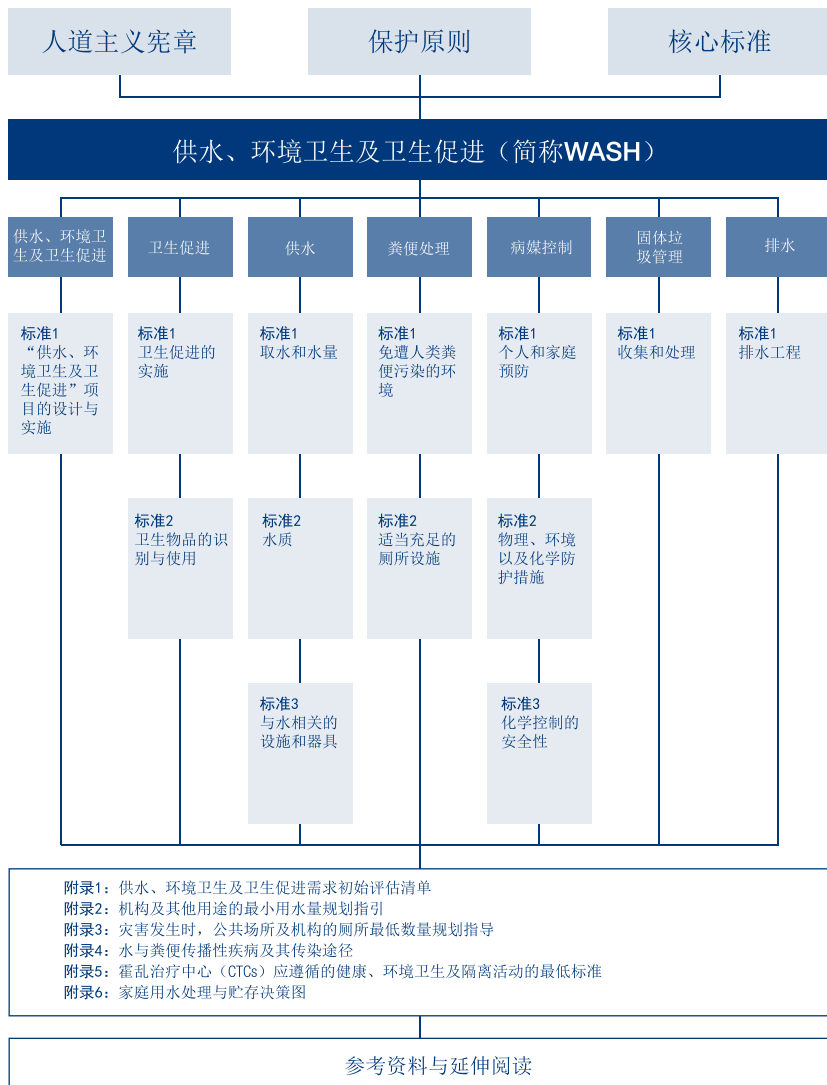 人道主义宪章
保护原则
核心标准
供水、环境卫生及卫生促进（简称WASH）
供水、环境卫
生及卫生促进
卫生促进
供水
粪便处理
病媒控制
固体垃
圾管理
排水
标准1
“供水、环
境卫生及卫
生促进”项
目的设计与
实施
标准1
卫生促进的
实施
标准1
取水和水量
标准1
免遭人类粪
便污染的环
境
标准1
个人和家庭
预防
标准1
收集和处理
标准1
排水工程
标准2
卫生物品的识
别与使用
标准2
水质
标准2
适当充足的
厕所设施
标准2
物理、环境
以及化学防
护措施
标准3
与水相关的
设施和器具
标准3
化学控制的
安全性
附录1：供水、环境卫生及卫生促进需求初始评估清单
附录2：机构及其他用途的最小用水量规划指引
附录3：灾害发生时，公共场所及机构的厕所最低数量规划指导
附录4：水与粪便传播性疾病及其传染途径
附录5：霍乱治疗中心（CTCs）应遵循的健康、环境卫生及隔离活动的最低标准
附录6：家庭用水处理与贮存决策图
参考资料与延伸阅读